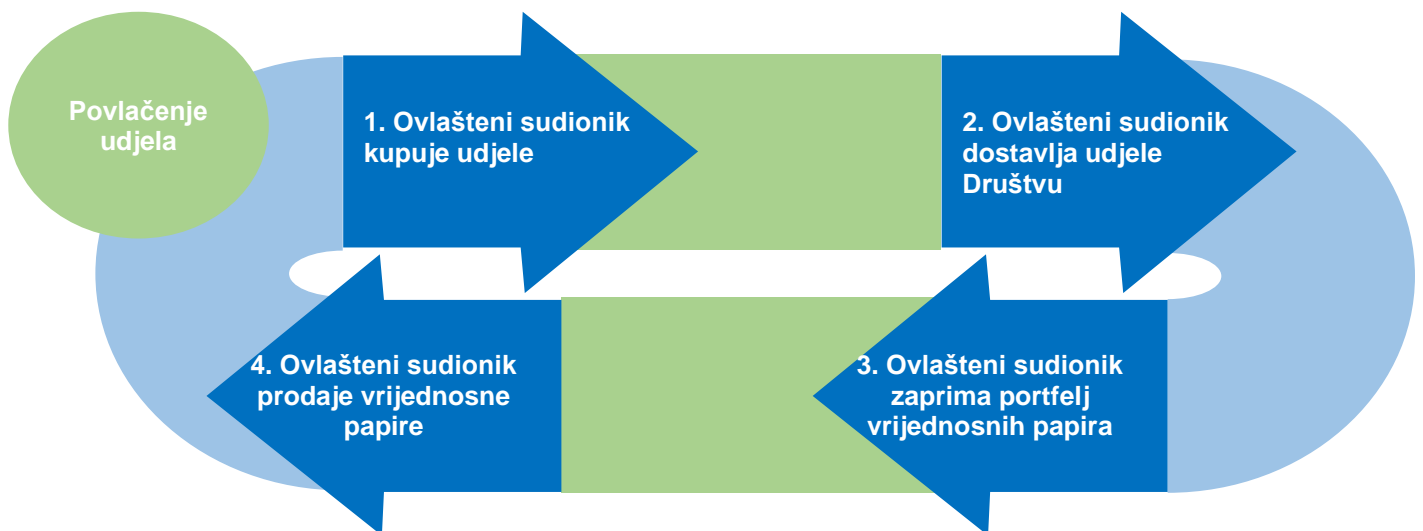 Povlačenje
udjela
1. Ovlašteni sudionik
kupuje udjele
2. Ovlašteni sudionik
dostavlja udjele
Društvu
3. Ovlašteni sudionik
zaprima portfelj
vrijednosnih papira
4. Ovlašteni sudionik
prodaje vrijednosne
papire